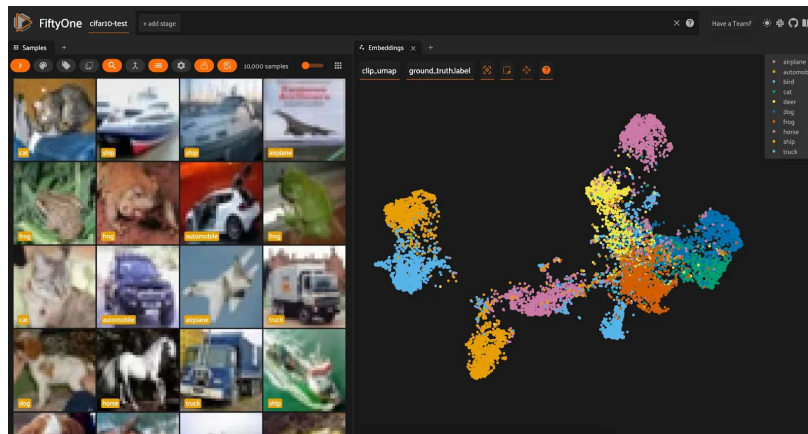 FiftyOne
cifar10-test
+ add stage
Have a Team?
Samples
Embeddings
10,000 samples
clip_umap
ground_truth.label
airplane
automob
bird
cat
deer
dog
frog
horse
ship
truck
cat
ship
ship
airplane
frog
frog
automobile
frog
cat
automobile
airplane
truck
dog
horse
truck
ship